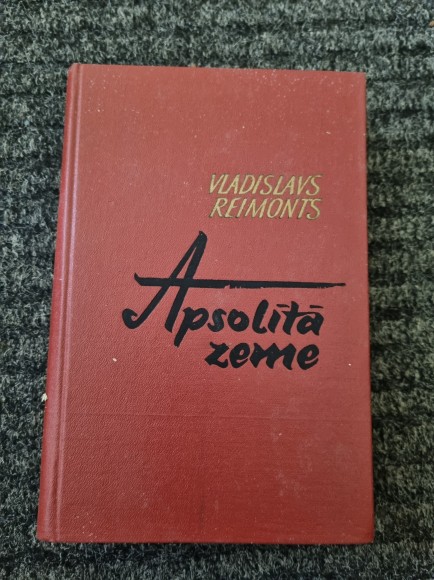 VLADISLAVS
REIMONTS
Apsolītā
zeme